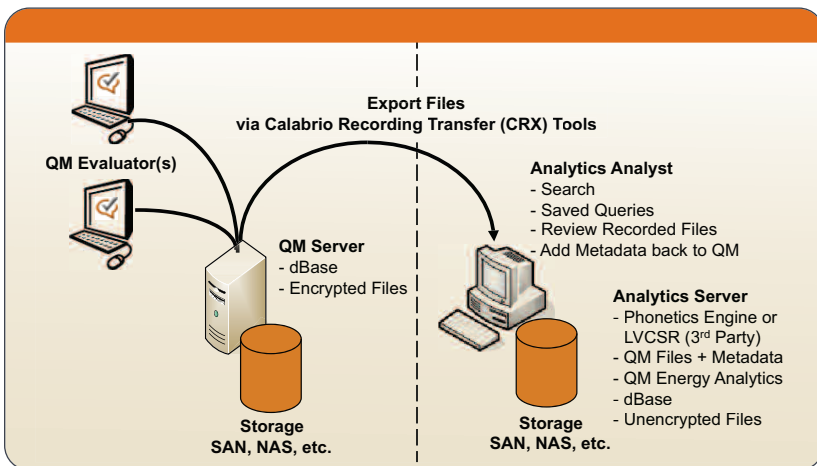 Export Files
via Calabrio Recording Transfer (CRX) Tools
QM Evaluator(s)
QM Server
- dBase
- Encrypted Files
Storage
SAN, NAS, etc.
Analytics Analyst
- Search
- Saved Queries
- Review Recorded Files
- Add Metadata back to QM
Analytics Server
- Phonetics Engine or
LVCSR (3rd Party)
- QM Files + Metadata
- QM Energy Analytics
- dBase
- Unencrypted Files
Storage
SAN, NAS, etc.